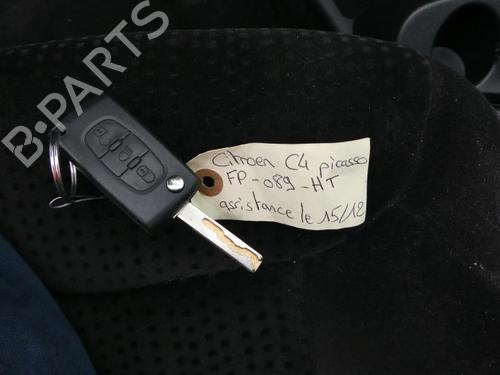 B-PARTS
Citroen C4 picasso
FP-089-HT
assistance le 15/12